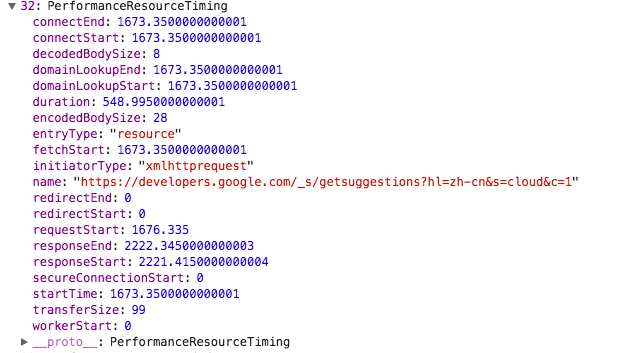 32: PerformanceResourceTiming
connectEnd: 1673.3500000000001
connectStart: 1673.3500000000001
decodedBodySize: 8
domainLookupEnd: 1673.3500000000001
domainLookupStart: 1673.3500000000001
duration: 548.9950000000001
encodedBodySize: 28
entryType: "resource"
fetchStart: 1673.3500000000001
initiatorType: "xmlhttprequest"
name: "https://developers.google.com/_s/getsuggestions?hl=zh-cn&s=cloud&c=1"
redirectEnd: 0
redirectStart: 0
requestStart: 1676.335
responseEnd: 2222.3450000000003
responseStart: 2221.4150000000004
secureConnectionStart: 0
startTime: 1673.3500000000001
transferSize: 99
workerStart: 0
__proto__: PerformanceResourceTiming